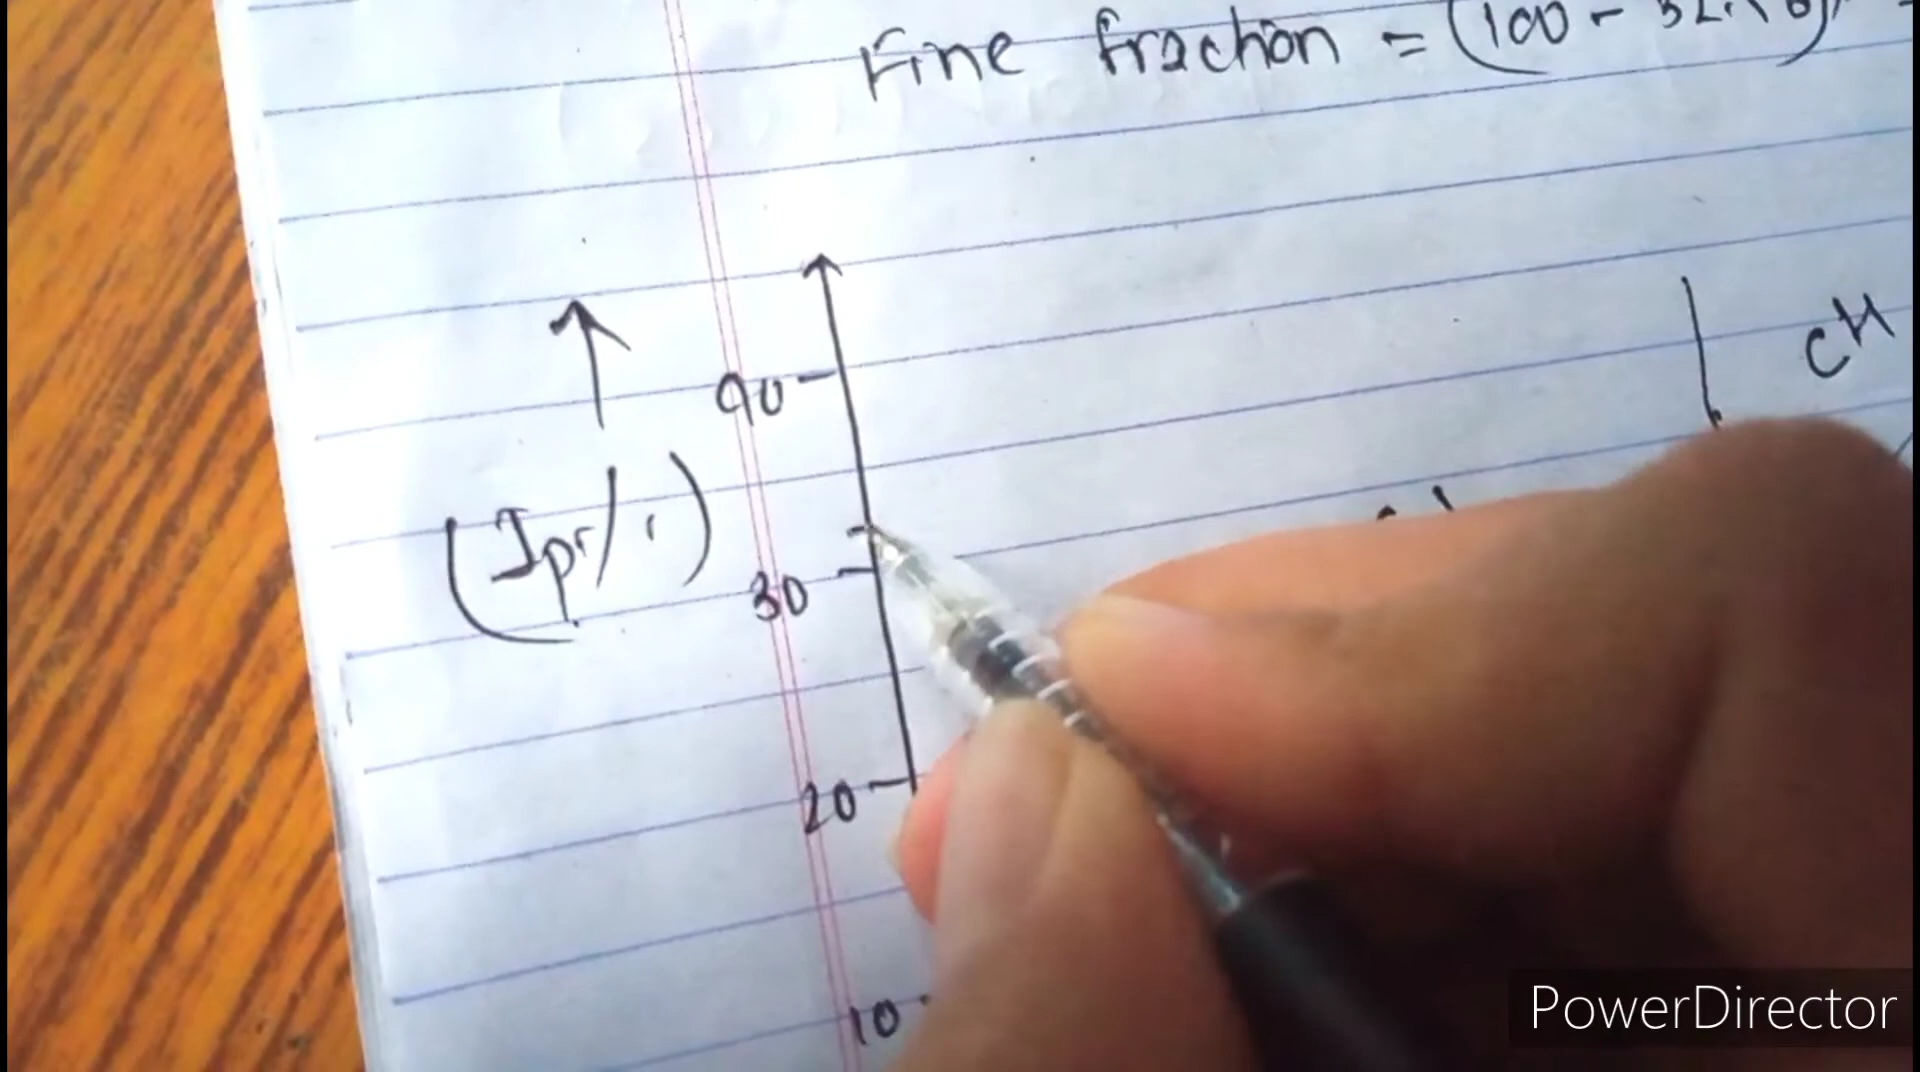 Fine fraction = (100 -
CH
40
(Ip%)
30
20
10
PowerDirector